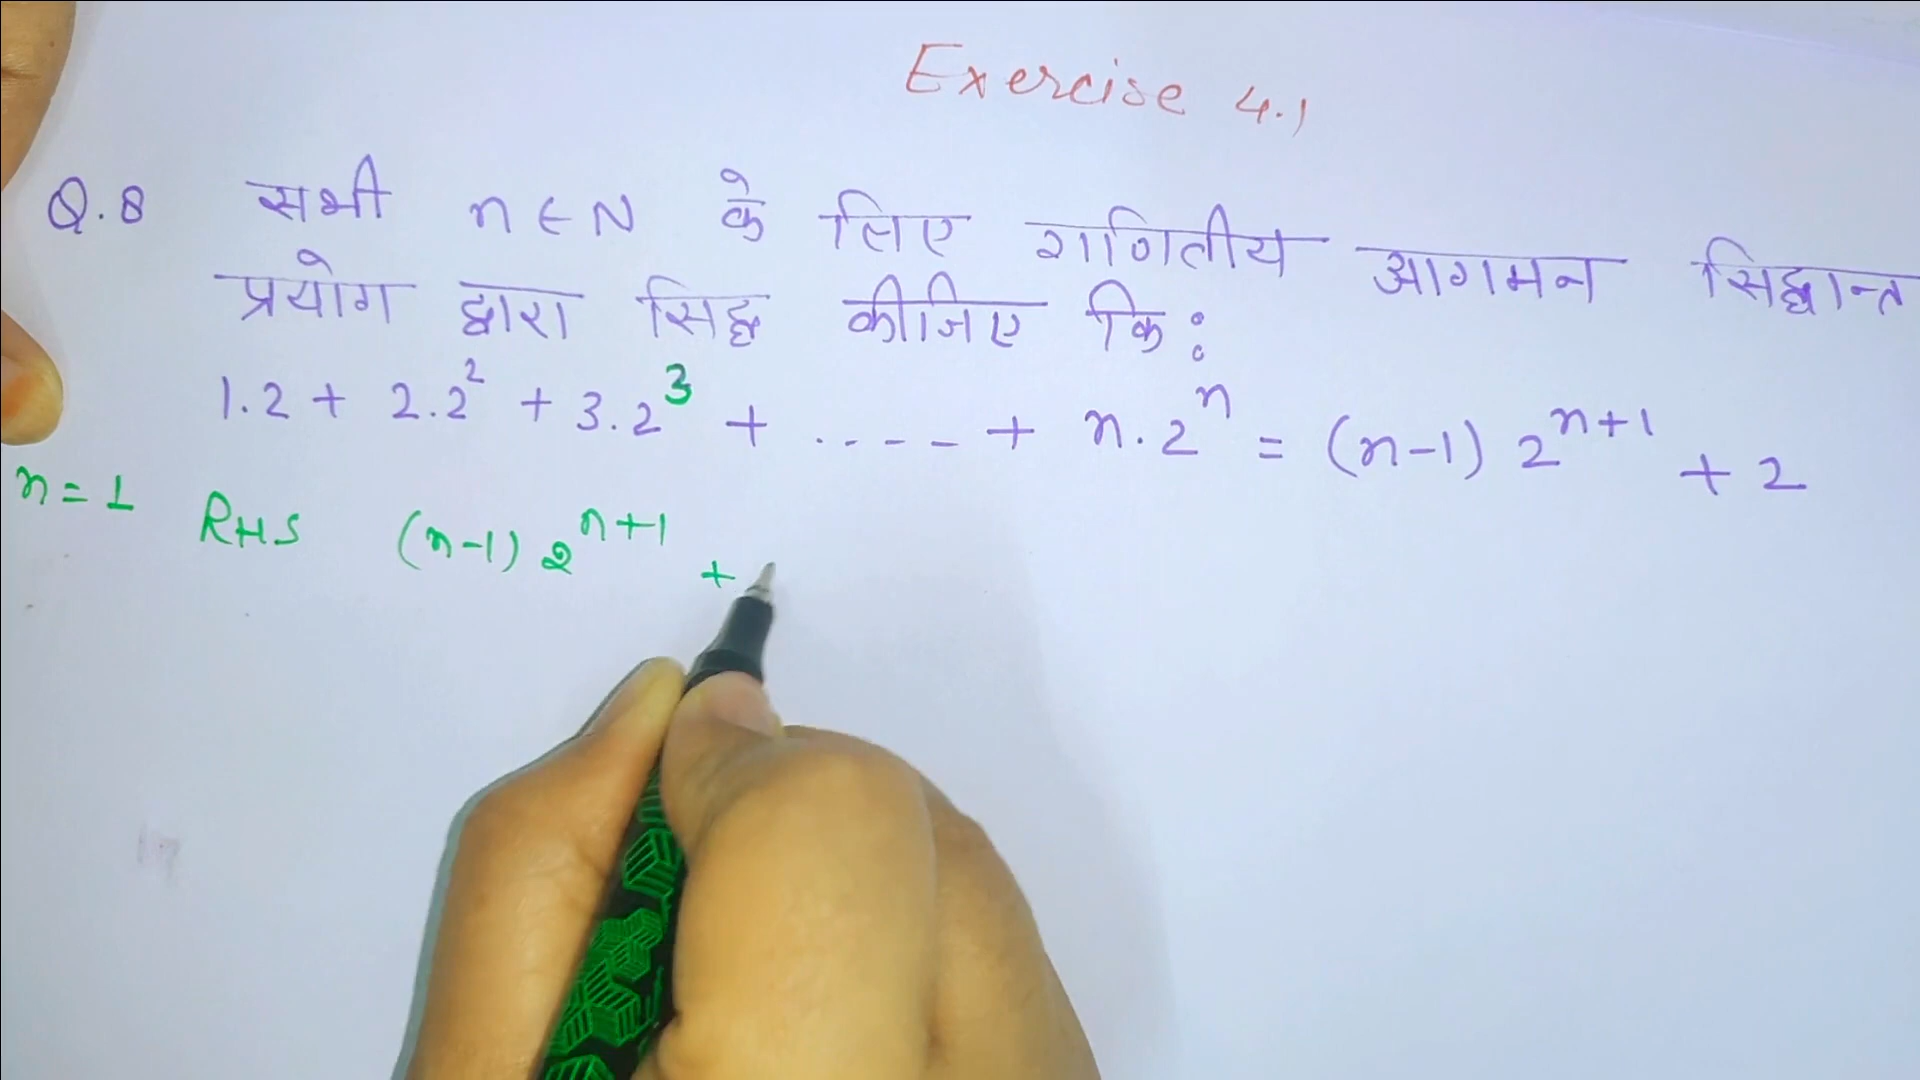 Exercise 4.1
Q.8 सभी n ∈ N के लिए गणितीय आगमन सिद्धान्त
प्रयोग द्वारा सिद्ध कीजिए कि:
1.2 + 2.2² + 3.2³ + ..... + n.2ⁿ = (n-1) 2ⁿ⁺¹ + 2
n = 1 RHS (n-1) 2ⁿ⁺¹ +